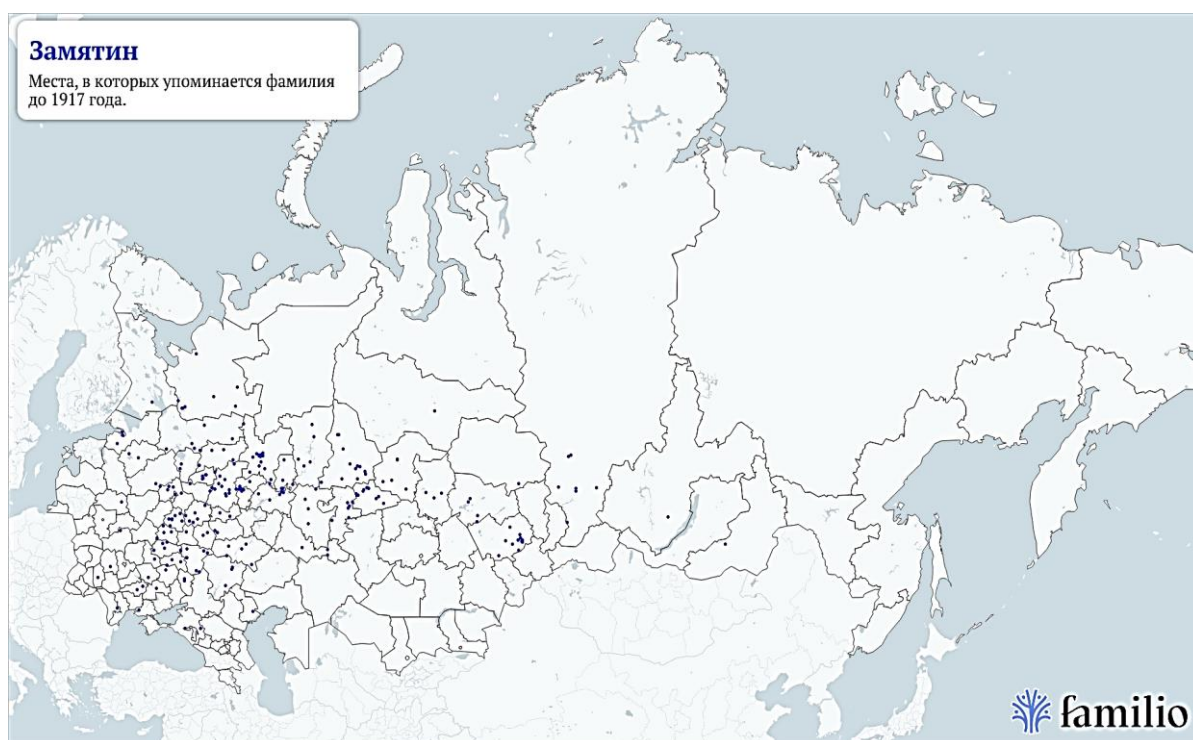 Замятин
Места, в которых упоминается фамилия
до 1917 года.
familio